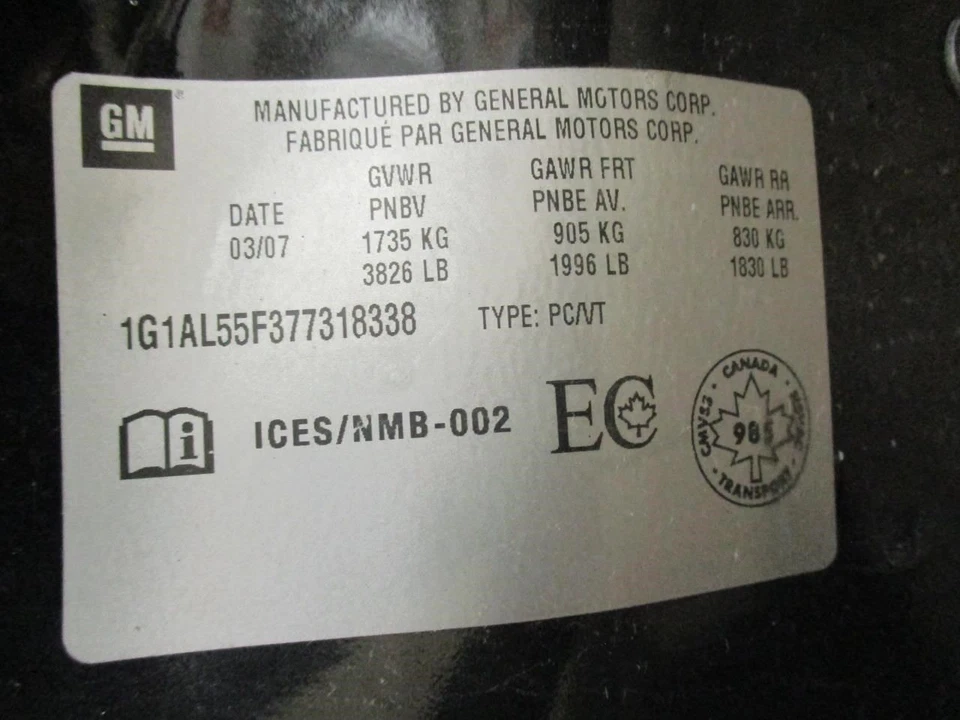 GM
MANUFACTURED BY GENERAL MOTORS CORP.
FABRIQUÉ PAR GENERAL MOTORS CORP.
GVWR GAWR FRT GAWR RR
DATE PNBV PNBE AV. PNBE ARR.
03/07 1735 KG 905 KG 830 KG
3826 LB 1996 LB 1830 LB
1G1AL55F377318338 TYPE: PC/VT
i ICES/NMB-002 EC
CANADA
CMVSS
98
TRANSPORT